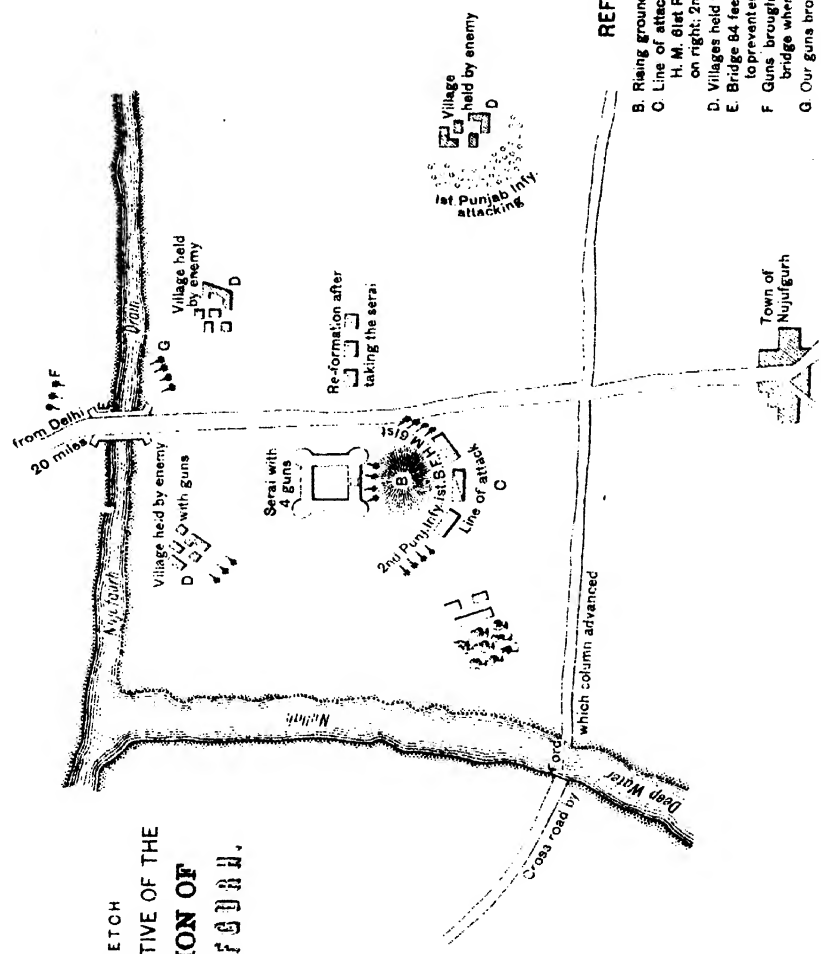 ETCH
TIVE OF THE
ION OF
from Delhi
20 miles
E
F
Drain
G
Village held by enemy
D with guns
Village held
by enemy
D
Serai with
4 guns
Re-formation after
taking the serai
B
2nd Punj. Infy. 1st. B. F. H M 61st
Line of attack
C
Village
held by enemy
D
1st. Punjab Infy.
attacking
Nullah
Ford
Cross road by
which column advanced
Deep Water
Town of
Nujufgurh
REF
B. Rising ground
C. Line of attac
H. M. 61st R
on right; 2n
D. Villages held
E. Bridge 84 fee
to prevent es
F Guns brough
bridge wher
G. Our guns bro